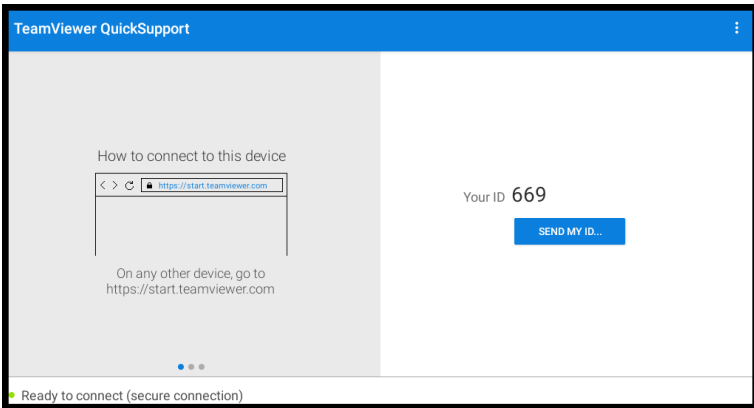 TeamViewer QuickSupport
How to connect to this device
https://start.teamviewer.com
On any other device, go to
https://start.teamviewer.com
Your ID 669
SEND MY ID...
Ready to connect (secure connection)